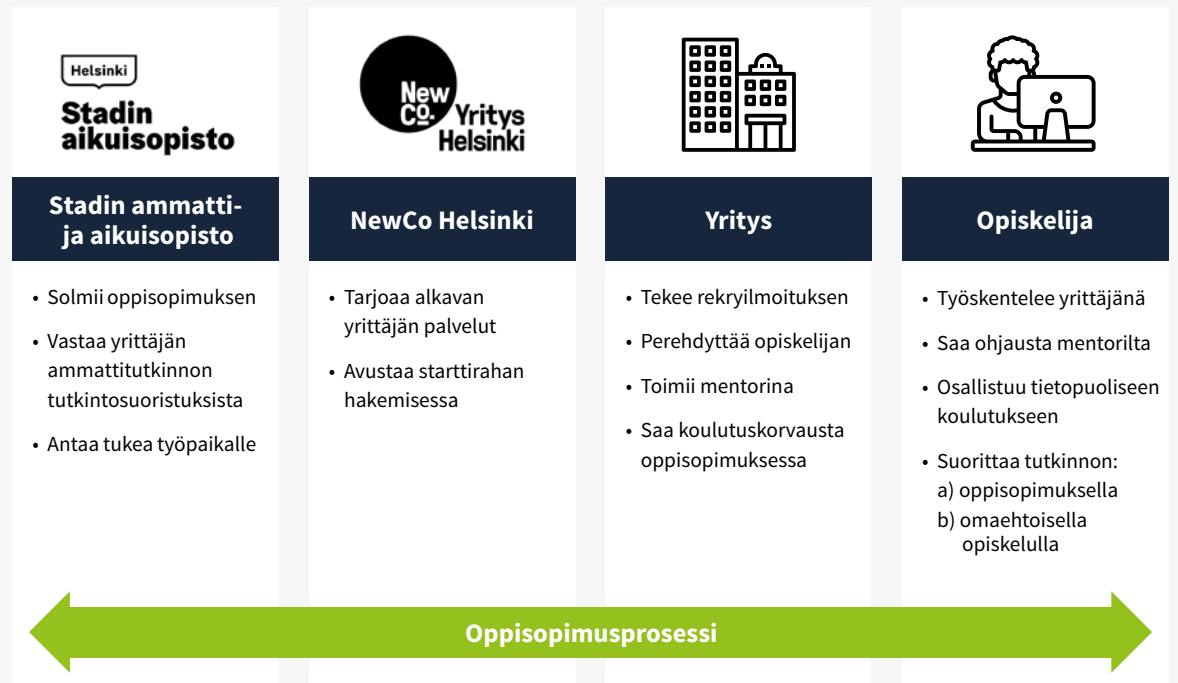 Helsinki
Stadin
aikuisopisto
New
Co.
Yritys
Helsinki
Stadin ammatti-
ja aikuisopisto
NewCo Helsinki
Yritys
Opiskelija
• Solmii oppisopimuksen
• Vastaa yrittäjän
ammattitutkinnon
tutkintosuoristuksista
• Antaa tukea työpaikalle
• Tarjoaa alkavan
yrittäjän palvelut
• Avustaa starttirahan
hakemisessa
• Tekee rekryilmoituksen
• Perehdyttää opiskelijan
• Toimii mentorina
• Saa koulutuskorvausta
oppisopimuksessa
• Työskentelee yrittäjänä
• Saa ohjausta mentorilta
• Osallistuu tietopuoliseen
koulutukseen
• Suorittaa tutkinnon:
a) oppisopimuksella
b) omaehtoisella
opiskelulla
Oppisopimusprosessi